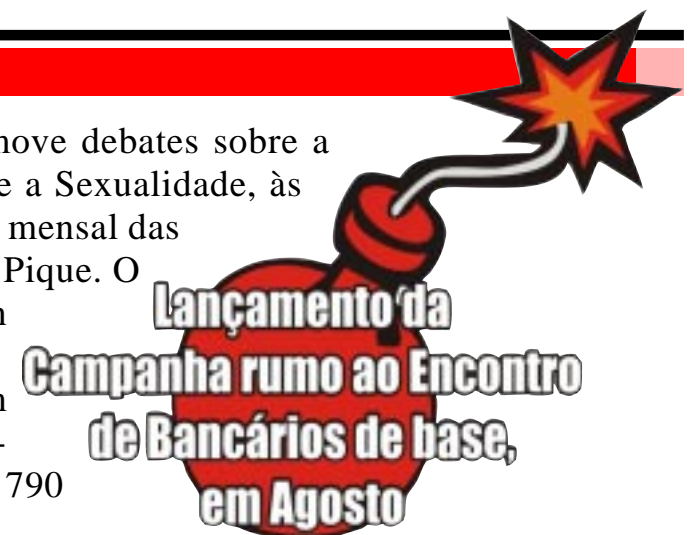 nove debates sobre a
e a Sexualidade, às
mensal das
Pique. O
n
n
-
790
Lançamento da
Campanha rumo ao Encontro
de Bancários de base,
em Agosto